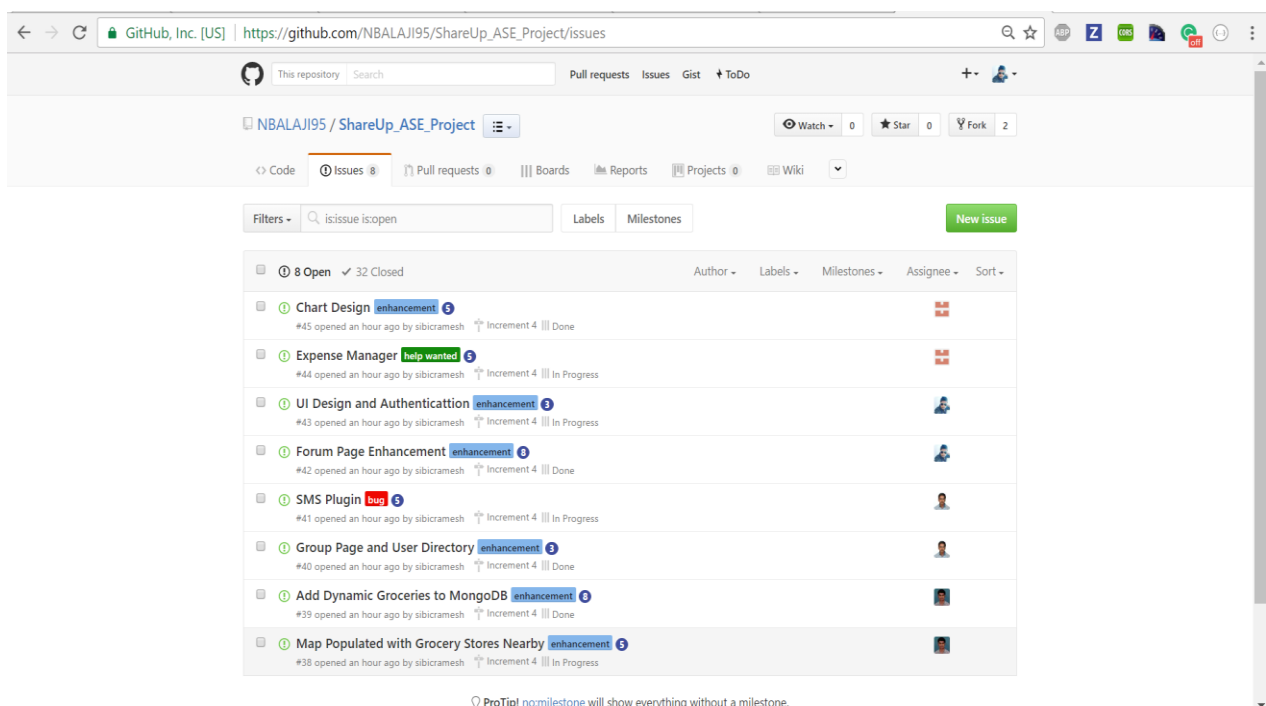 GitHub, Inc. [US] https://github.com/NBALAJI95/ShareUp_ASE_Project/issues
ABP Z CORS off
This repository Search Pull requests Issues Gist ToDo
NBALAJI95 / ShareUp_ASE_Project Watch 0 Star 0 Fork 2
Code Issues 8 Pull requests 0 Boards Reports Projects 0 Wiki
Filters is:issue is:open Labels Milestones New issue
8 Open 32 Closed Author Labels Milestones Assignee Sort
Chart Design enhancement 5
#45 opened an hour ago by sibicramesh Increment 4 Done
Expense Manager help wanted 5
#44 opened an hour ago by sibicramesh Increment 4 In Progress
UI Design and Authenticattion enhancement 3
#43 opened an hour ago by sibicramesh Increment 4 In Progress
Forum Page Enhancement enhancement 8
#42 opened an hour ago by sibicramesh Increment 4 Done
SMS Plugin bug 5
#41 opened an hour ago by sibicramesh Increment 4 In Progress
Group Page and User Directory enhancement 3
#40 opened an hour ago by sibicramesh Increment 4 Done
Add Dynamic Groceries to MongoDB enhancement 8
#39 opened an hour ago by sibicramesh Increment 4 Done
Map Populated with Grocery Stores Nearby enhancement 5
#38 opened an hour ago by sibicramesh Increment 4 In Progress
ProTip! no:milestone will show everything without a milestone.